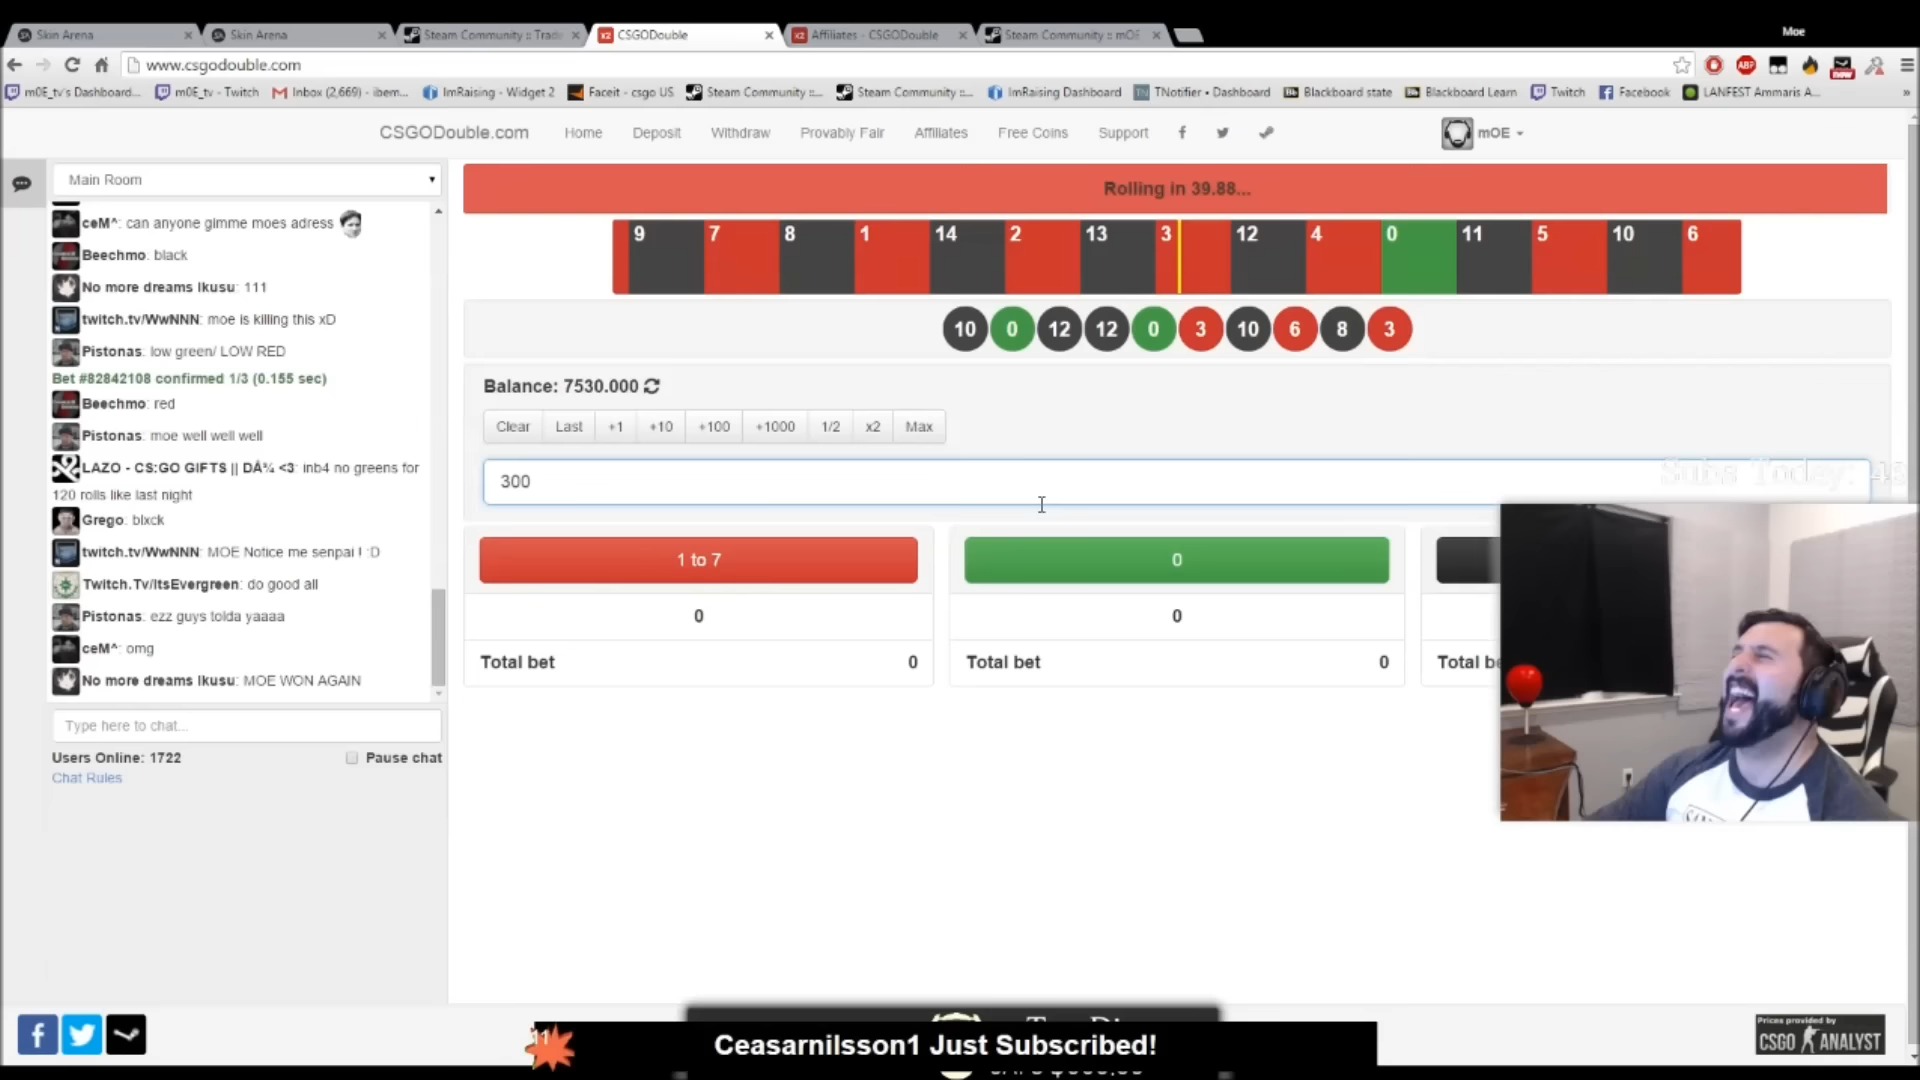 Skin Arena
Skin Arena
Steam Community :: Trade
CSGODouble
Affiliates - CSGODouble
Steam Community :: mOE
Moe
www.csgodouble.com
m0E_tv's Dashboard...
m0E_tv - Twitch
Inbox (2,669) - ibem...
ImRaising - Widget 2
Faceit - csgo US
Steam Community ::...
Steam Community ::...
ImRaising Dashboard
TNotifier • Dashboard
Blackboard state
Blackboard Learn
Twitch
Facebook
LANFEST Ammaris A...
CSGODouble.com
Home
Deposit
Withdraw
Provably Fair
Affiliates
Free Coins
Support
mOE
Main Room
ceM^: can anyone gimme moes adress
Beechmo: black
No more dreams Ikusu: 111
twitch.tv/WwNNN: moe is killing this xD
Pistonas: low green/ LOW RED
Bet #82842108 confirmed 1/3 (0.155 sec)
Beechmo: red
Pistonas: moe well well well
LAZO - CS:GO GIFTS || DÅ¾ <3: inb4 no greens for
120 rolls like last night
Grego: blxck
twitch.tv/WwNNN: MOE Notice me senpai ! :D
Twitch.Tv/ItsEvergreen: do good all
Pistonas: ezz guys tolda yaaaa
ceM^: omg
No more dreams Ikusu: MOE WON AGAIN
Type here to chat...
Users Online: 1722
Pause chat
Chat Rules
Rolling in 39.88...
9 7 8 1 14 2 13 3 12 4 0 11 5 10 6
10 0 12 12 0 3 10 6 8 3
Balance: 7530.000
Clear Last +1 +10 +100 +1000 1/2 x2 Max
300
Subs Today:
1 to 7
0
0
0
Total bet 0
Total bet 0
Total
Ceasarnilsson1 Just Subscribed!
Prices provided by
CSGO ANALYST